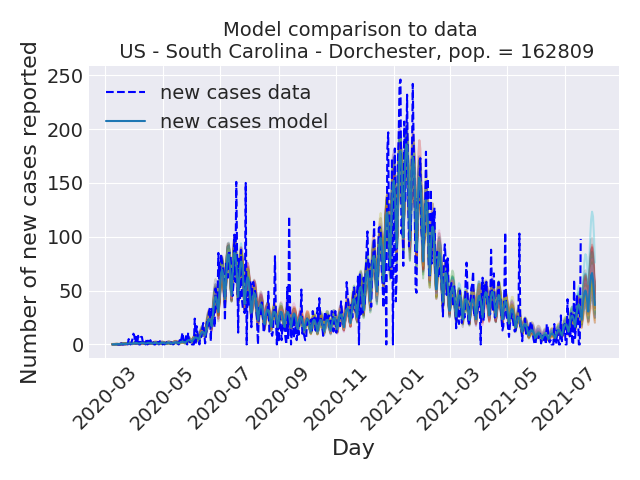 Model comparison to data
US - South Carolina - Dorchester, pop. = 162809
Number of new cases reported
250
200
150
100
50
0
new cases data
new cases model
2020-03
2020-05
2020-07
2020-09
2020-11
2021-01
2021-03
2021-05
2021-07
Day